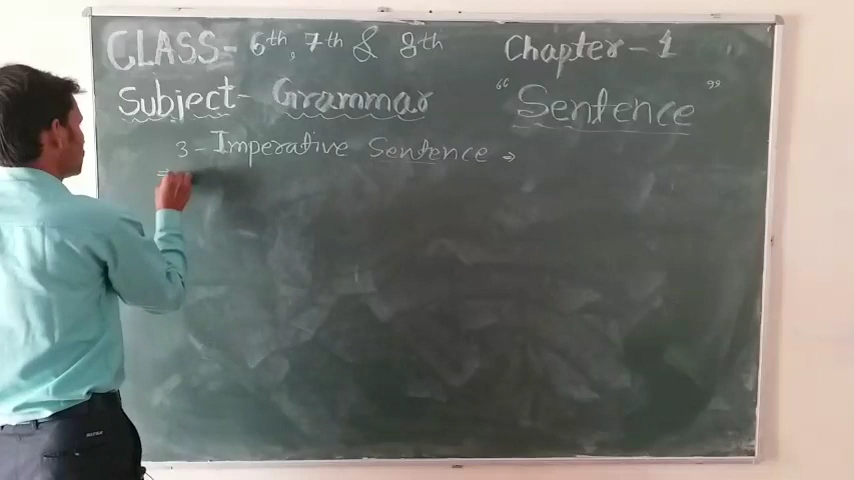 CLASS- 6th, 7th & 8th Chapter-1
Subject- Grammar "Sentence"
3- Imperative Sentence →
⇒